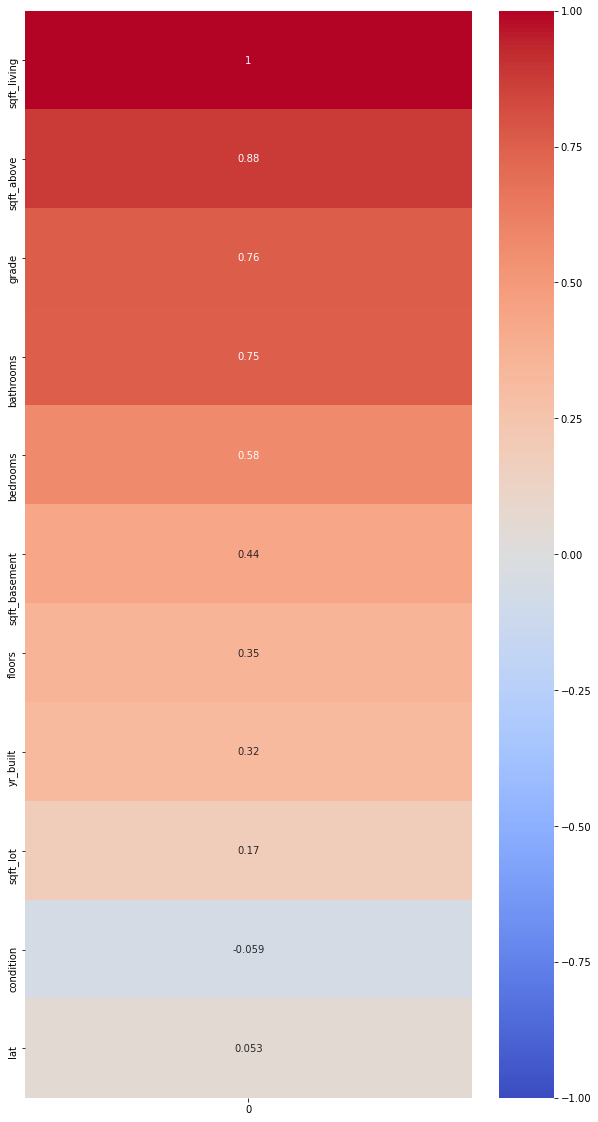 sqft_living
1
sqft_above
0.88
grade
0.76
bathrooms
0.75
bedrooms
0.58
sqft_basement
0.44
floors
0.35
yr_built
0.32
sqft_lot
0.17
condition
-0.059
lat
0.053
0
1.00
0.75
0.50
0.25
0.00
−0.25
−0.50
−0.75
−1.00